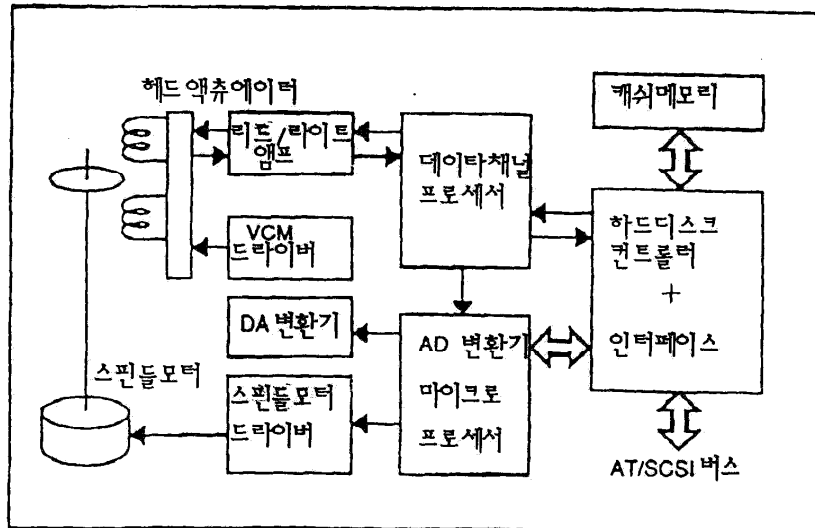 헤드 액츄에이터
리드/라이트
앰프
VCM
드라이버
DA 변환기
스핀들모터
스핀들모터
드라이버
데이타채널
프로세서
AD 변환기
마이크로
프로세서
캐쉬메모리
하드디스크
컨트롤러
+
인터페이스
AT/SCSI 버스